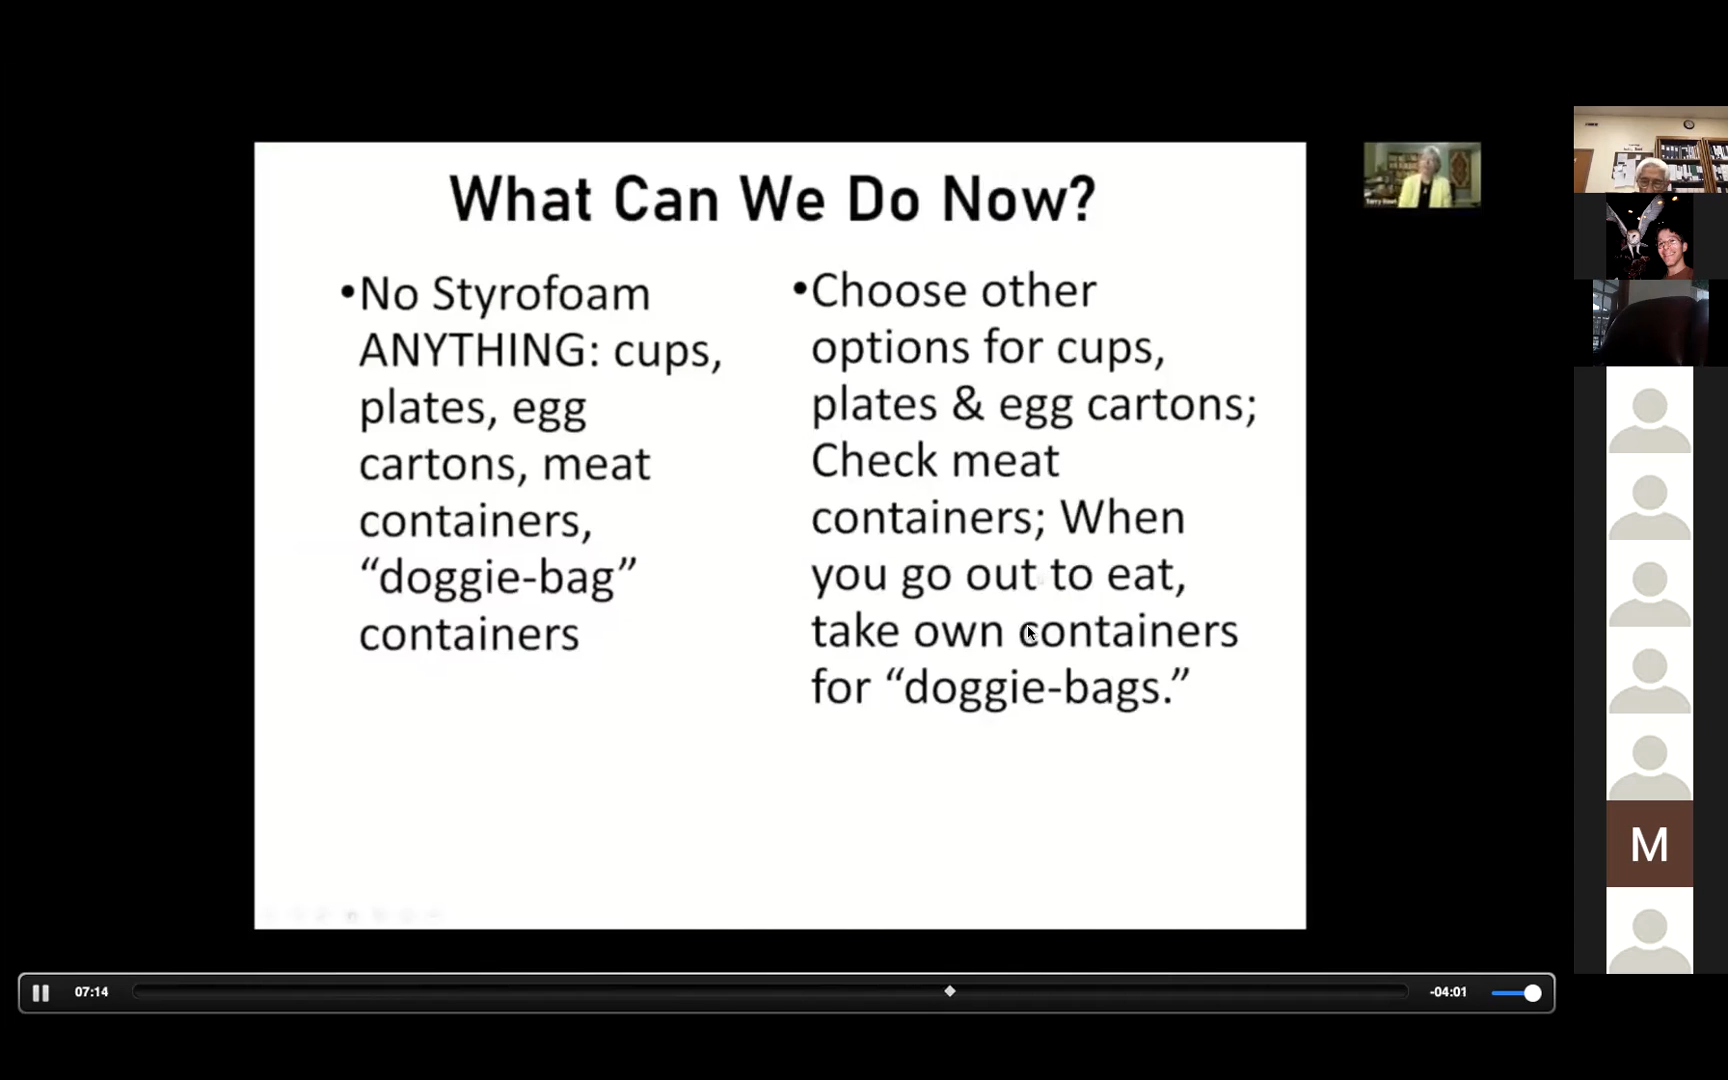 What Can We Do Now?
•No Styrofoam
ANYTHING: cups,
plates, egg
cartons, meat
containers,
“doggie-bag”
containers
•Choose other
options for cups,
plates & egg cartons;
Check meat
containers; When
you go out to eat,
take own containers
for “doggie-bags.”
M
07:14
-04:01